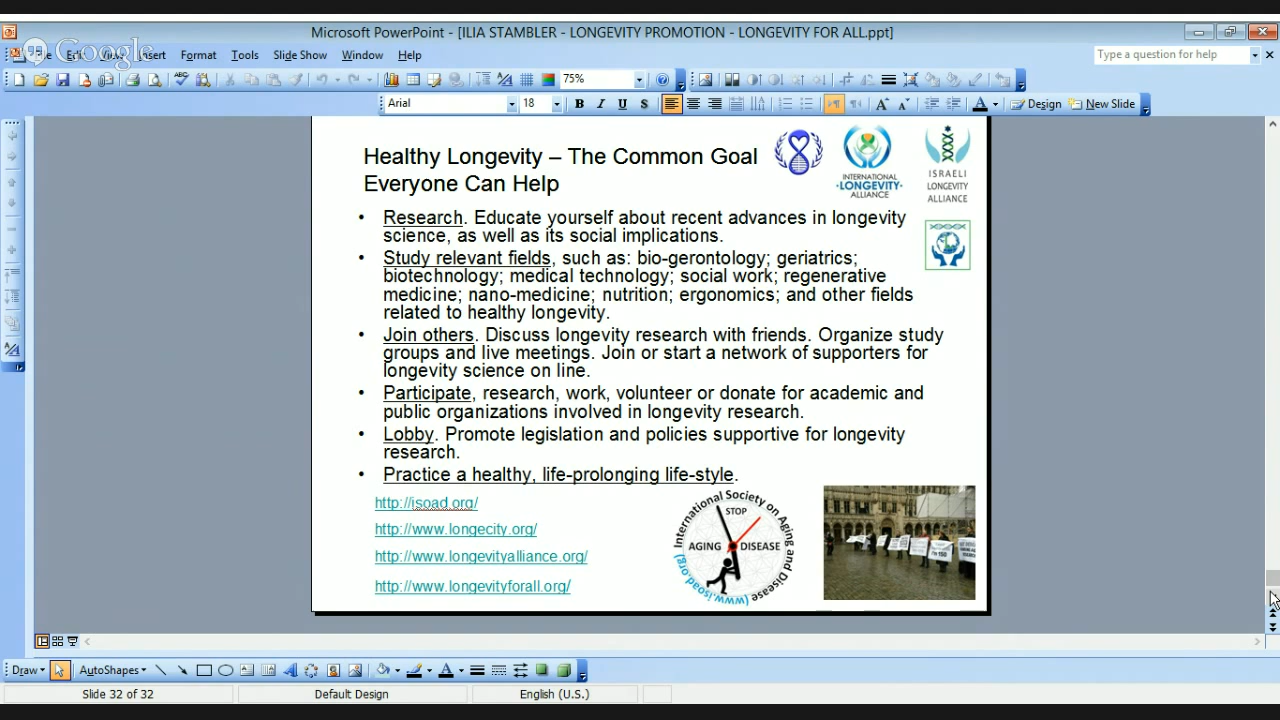 Microsoft PowerPoint - [ILIA STAMBLER - LONGEVITY PROMOTION - LONGEVITY FOR ALL.ppt]
Google
Format Tools Slide Show Window Help
Type a question for help
75%
Arial 18 B I U S A Design New Slide
Healthy Longevity – The Common Goal
Everyone Can Help
INTERNATIONAL
LONGEVITY
ALLIANCE
ISRAELI
LONGEVITY
ALLIANCE
• Research. Educate yourself about recent advances in longevity
science, as well as its social implications.
• Study relevant fields, such as: bio-gerontology; geriatrics;
biotechnology; medical technology; social work; regenerative
medicine; nano-medicine; nutrition; ergonomics; and other fields
related to healthy longevity.
• Join others. Discuss longevity research with friends. Organize study
groups and live meetings. Join or start a network of supporters for
longevity science on line.
• Participate, research, work, volunteer or donate for academic and
public organizations involved in longevity research.
• Lobby. Promote legislation and policies supportive for longevity
research.
• Practice a healthy, life-prolonging life-style.
http://isoad.org/
http://www.longecity.org/
http://www.longevityalliance.org/
http://www.longevityforall.org/
International Society on Aging and Disease
(www.isoad.org)
STOP
AGING DISEASE
Draw AutoShapes
Slide 32 of 32 Default Design English (U.S.)